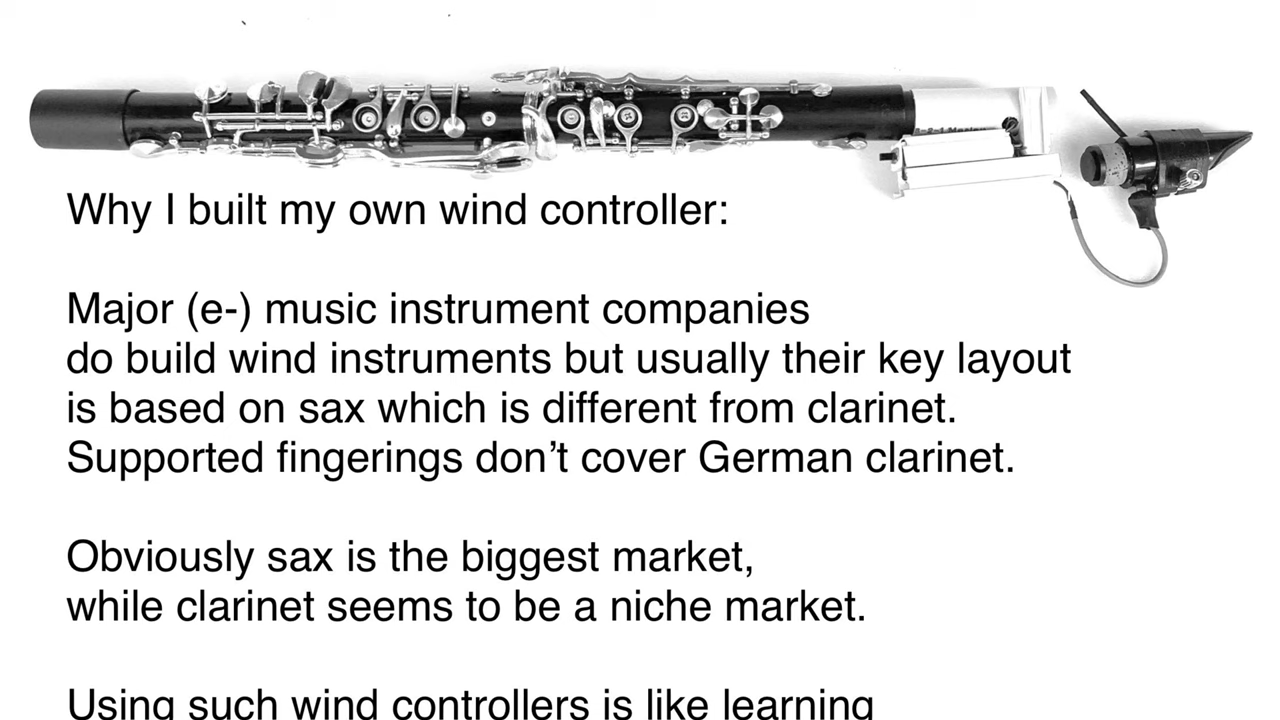 Why I built my own wind controller:
Major (e-) music instrument companies
do build wind instruments but usually their key layout
is based on sax which is different from clarinet.
Supported fingerings don’t cover German clarinet.
Obviously sax is the biggest market,
while clarinet seems to be a niche market.
Using such wind controllers is like learning